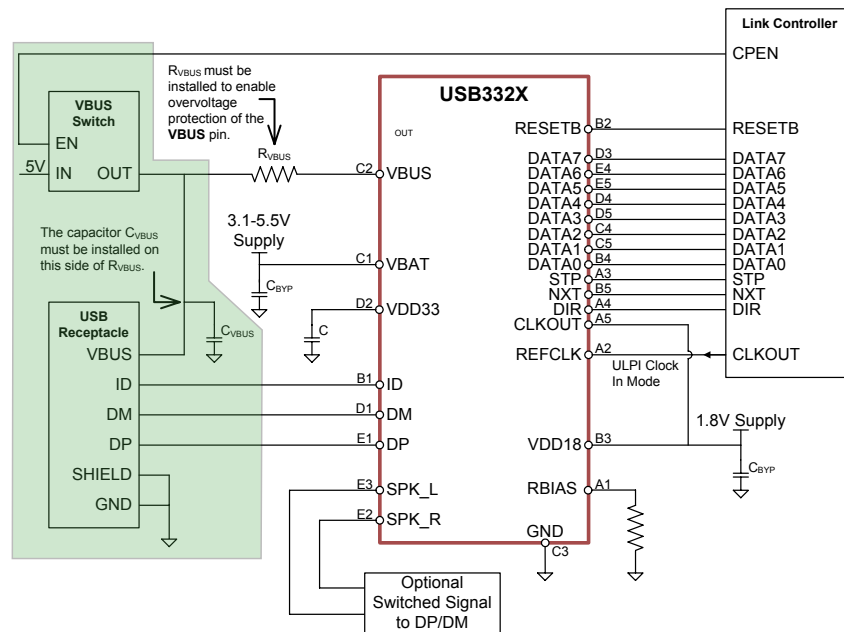 Link Controller
CPEN
RVBUS must be
installed to enable
overvoltage
protection of the
VBUS pin.
VBUS
Switch
EN
5V
IN
OUT
RVBUS
USB332X
OUT
C2
VBUS
3.1-5.5V
Supply
C1
VBAT
CBYP
D2
VDD33
C
The capacitor CVBUS
must be installed on
this side of RVBUS.
CVBUS
USB
Receptacle
VBUS
ID
DM
DP
SHIELD
GND
B1
ID
D1
DM
E1
DP
E3
SPK_L
E2
SPK_R
RESETB
B2
RESETB
DATA7
D3
DATA7
DATA6
E4
DATA6
DATA5
E5
DATA5
DATA4
D4
DATA4
DATA3
D5
DATA3
DATA2
C4
DATA2
DATA1
C5
DATA1
DATA0
B4
DATA0
STP
A3
STP
NXT
B5
NXT
DIR
A4
DIR
CLKOUT
A5
REFCLK
A2
CLKOUT
ULPI Clock
In Mode
1.8V Supply
VDD18
B3
CBYP
RBIAS
A1
GND
C3
Optional
Switched Signal
to DP/DM